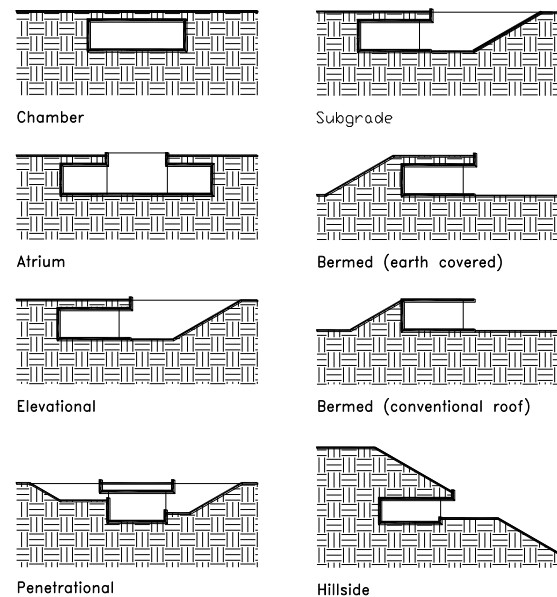 Chamber
Subgrade
Atrium
Bermed (earth covered)
Elevational
Bermed (conventional roof)
Penetrational
Hillside